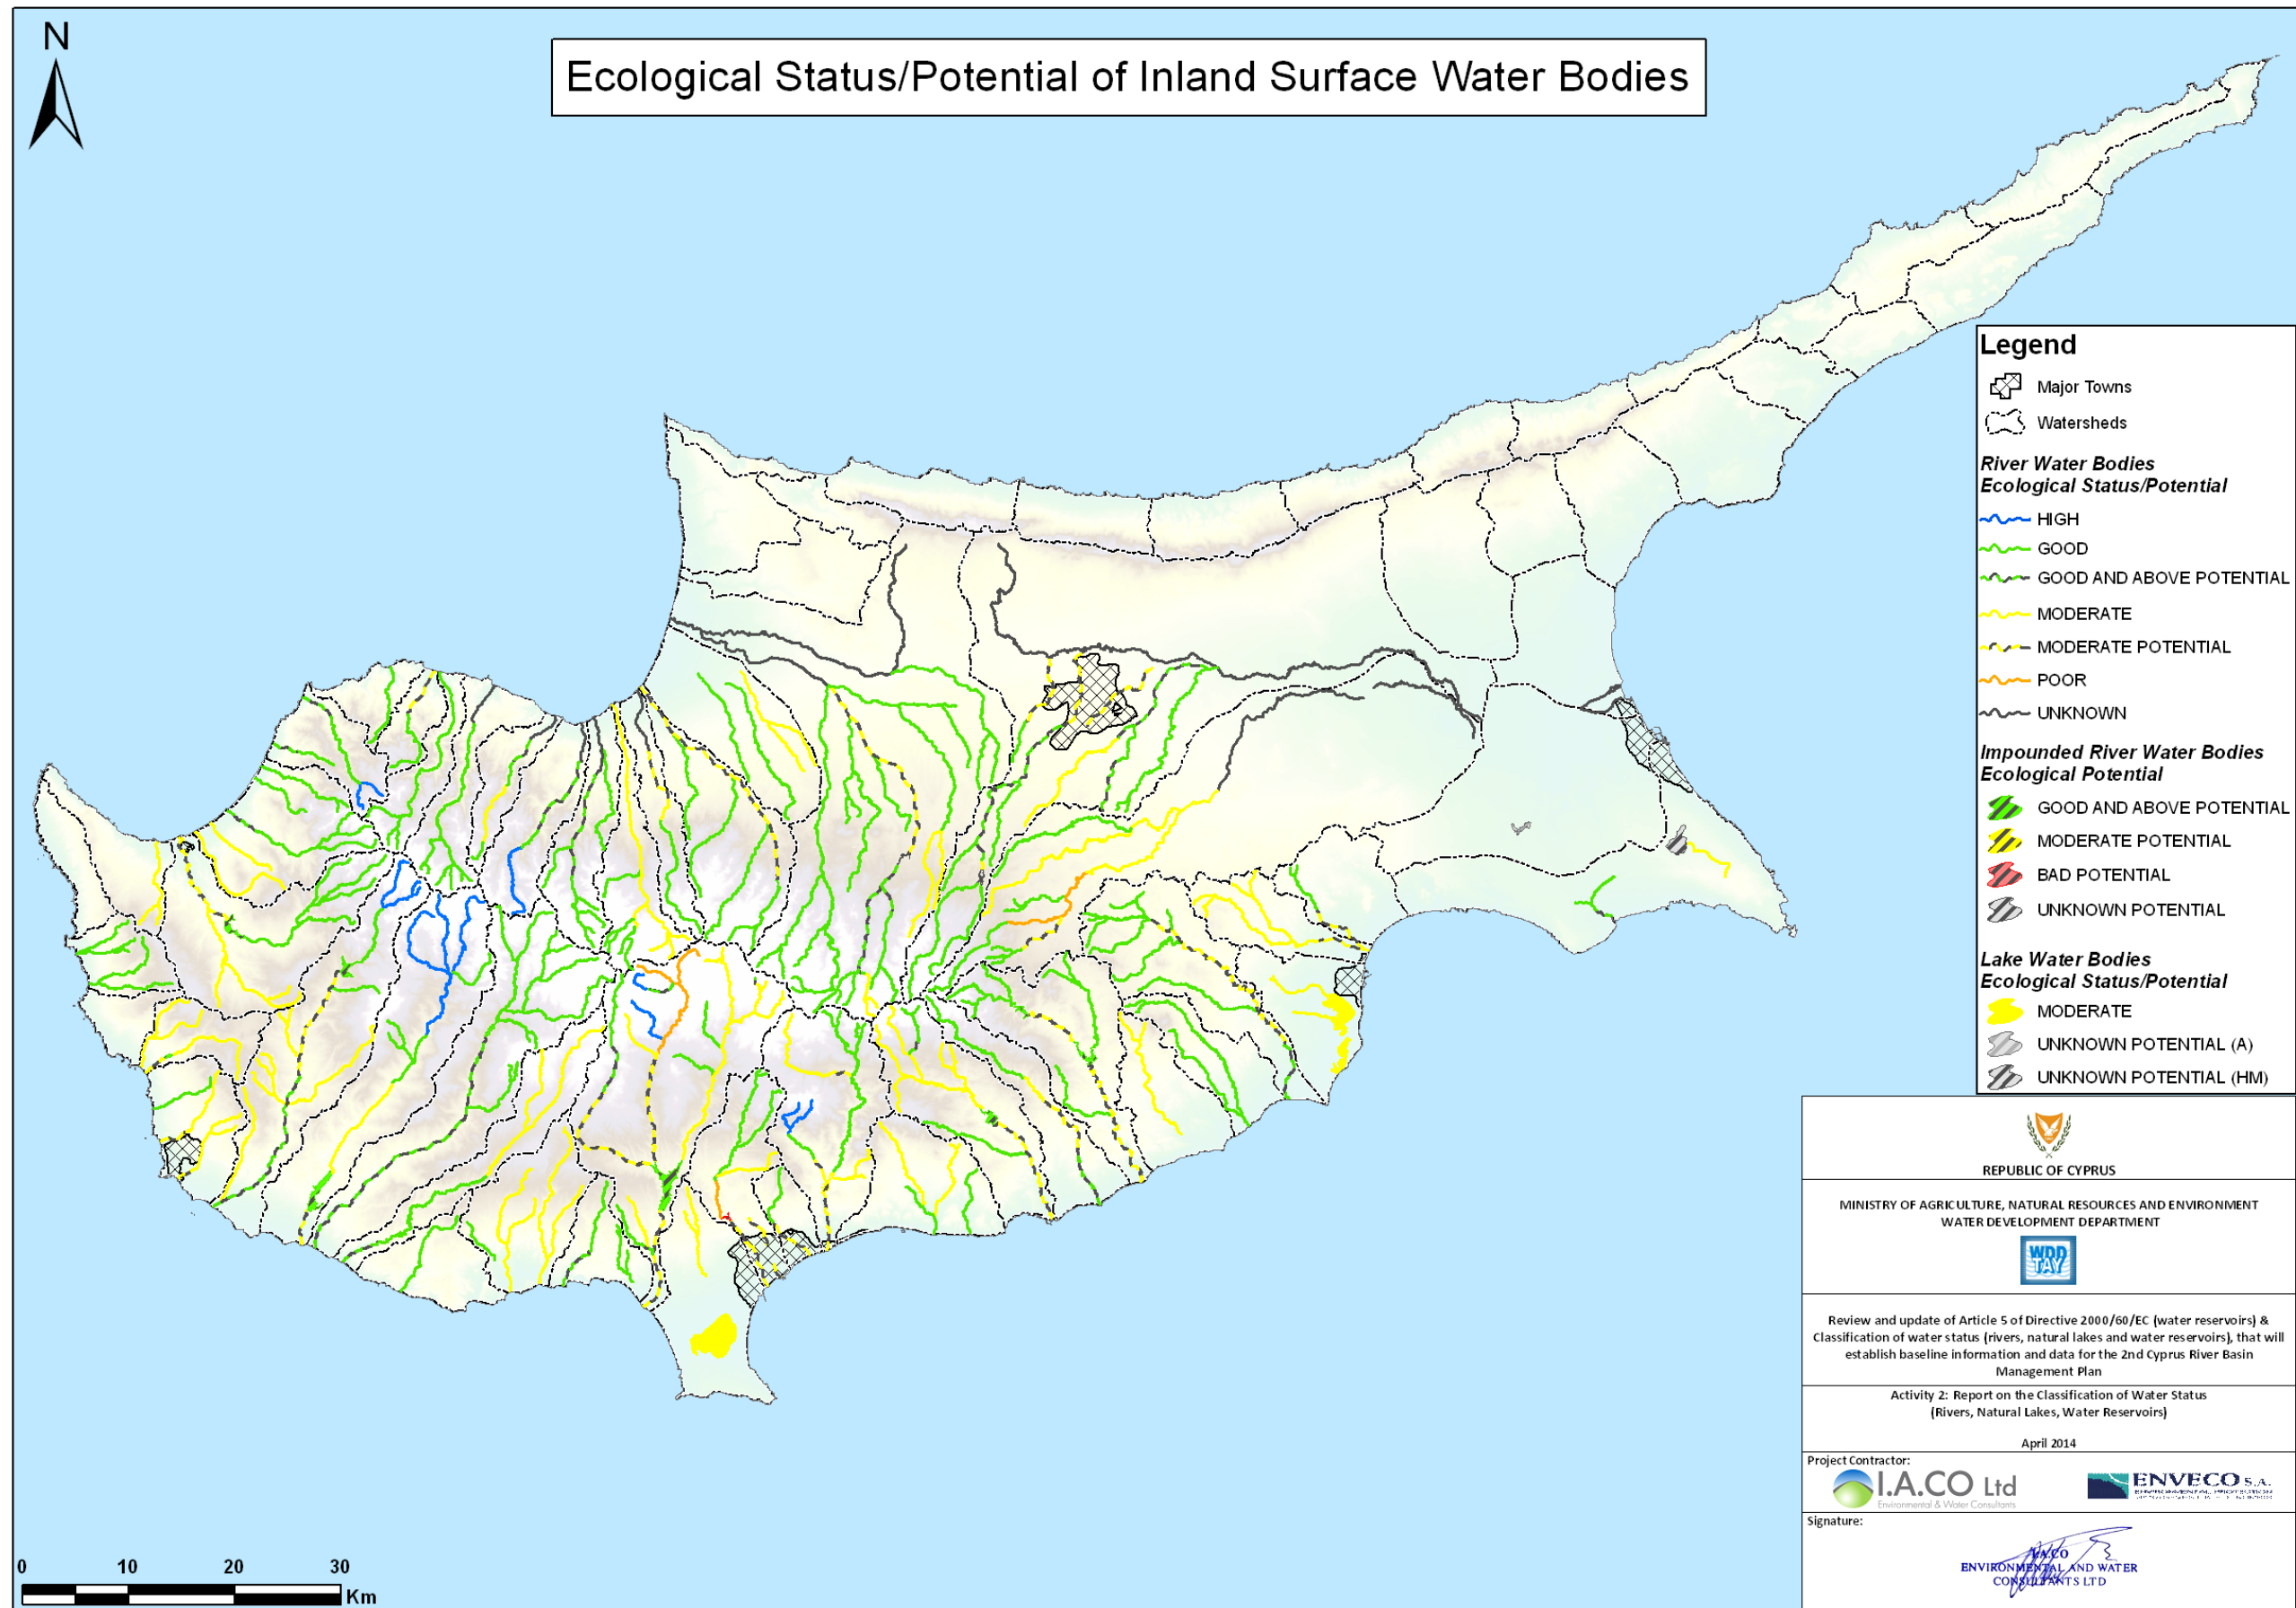 N
Ecological Status/Potential of Inland Surface Water Bodies
Legend
Major Towns
Watersheds
River Water Bodies
Ecological Status/Potential
HIGH
GOOD
GOOD AND ABOVE POTENTIAL
MODERATE
MODERATE POTENTIAL
POOR
UNKNOWN
Impounded River Water Bodies
Ecological Potential
GOOD AND ABOVE POTENTIAL
MODERATE POTENTIAL
BAD POTENTIAL
UNKNOWN POTENTIAL
Lake Water Bodies
Ecological Status/Potential
MODERATE
UNKNOWN POTENTIAL (A)
UNKNOWN POTENTIAL (HM)
REPUBLIC OF CYPRUS
MINISTRY OF AGRICULTURE, NATURAL RESOURCES AND ENVIRONMENT
WATER DEVELOPMENT DEPARTMENT
WDD
TAY
Review and update of Article 5 of Directive 2000/60/EC (water reservoirs) &
Classification of water status (rivers, natural lakes and water reservoirs), that will
establish baseline information and data for the 2nd Cyprus River Basin
Management Plan
Activity 2: Report on the Classification of Water Status
(Rivers, Natural Lakes, Water Reservoirs)
April 2014
Project Contractor:
I.A.CO Ltd
Environmental & Water Consultants
ENVECO S.A.
Signature:
I.A.CO
ENVIRONMENTAL AND WATER
CONSULTANTS LTD
0 10 20 30
Km